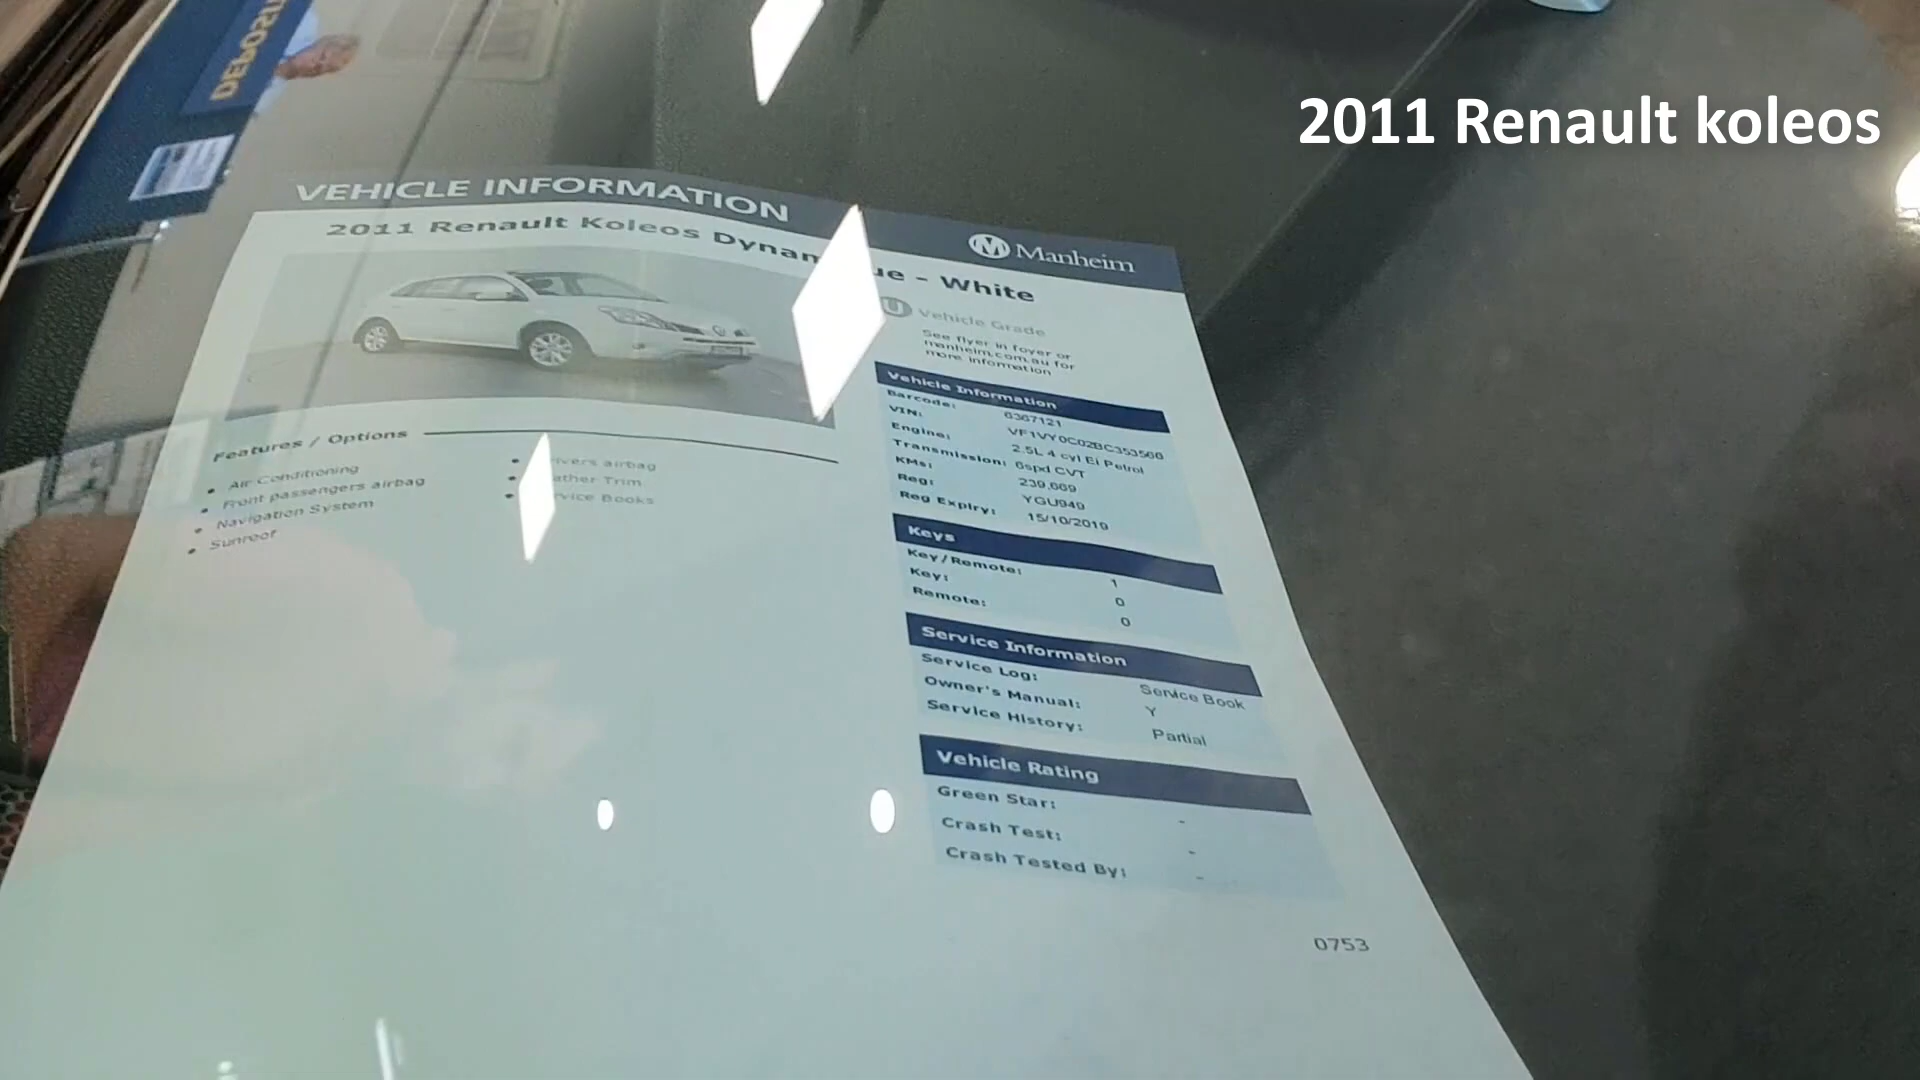 DEPOSI
2011 Renault koleos
VEHICLE INFORMATION
Manheim
2011 Renault Koleos Dynam ue - White
U Vehicle Grade
See flyer in foyer or
manheim.com.au for
more information
Features / Options
Air Conditioning
Front passengers airbag
Navigation System
Sunroof
rivers airbag
ather Trim
rvice Books
Vehicle Information
Barcode: 6367121
VIN: VF1VY0C02BC353560
Engine: 2.5L 4 cyl EI Petrol
Transmission: 6spd CVT
KMs: 239,669
Reg: YGU949
Reg Expiry: 15/10/2019
Keys
Key/Remote: 1
Key: 0
Remote: 0
Service Information
Service Log: Service Book
Owner's Manual: Y
Service History: Partial
Vehicle Rating
Green Star: -
Crash Test: -
Crash Tested By: -
0753